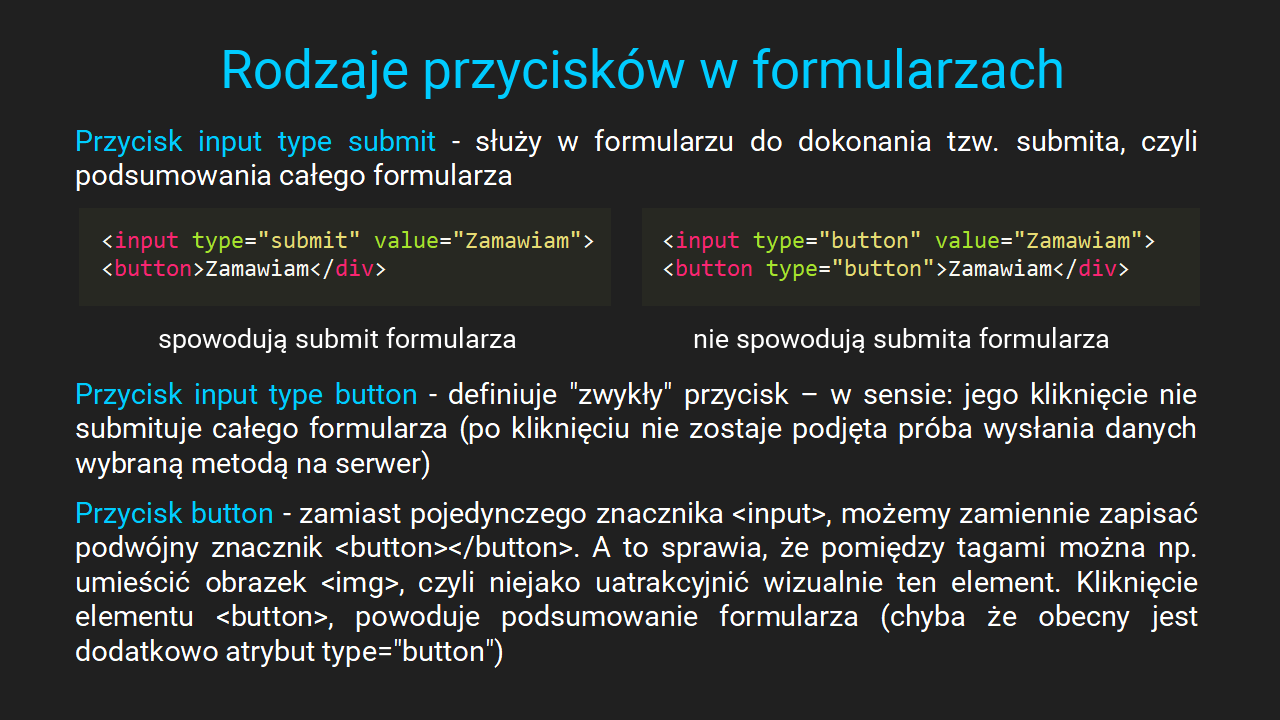 Rodzaje przycisków w formularzach
Przycisk input type submit - służy w formularzu do dokonania tzw. submita, czyli
podsumowania całego formularza
<input type="submit" value="Zamawiam">
<button>Zamawiam</div>
spowodują submit formularza
<input type="button" value="Zamawiam">
<button type="button">Zamawiam</div>
nie spowodują submita formularza
Przycisk input type button - definiuje "zwykły" przycisk – w sensie: jego kliknięcie nie
submituje całego formularza (po kliknięciu nie zostaje podjęta próba wysłania danych
wybraną metodą na serwer)
Przycisk button - zamiast pojedynczego znacznika <input>, możemy zamiennie zapisać
podwójny znacznik <button></button>. A to sprawia, że pomiędzy tagami można np.
umieścić obrazek <img>, czyli niejako uatrakcyjnić wizualnie ten element. Kliknięcie
elementu <button>, powoduje podsumowanie formularza (chyba że obecny jest
dodatkowo atrybut type="button")